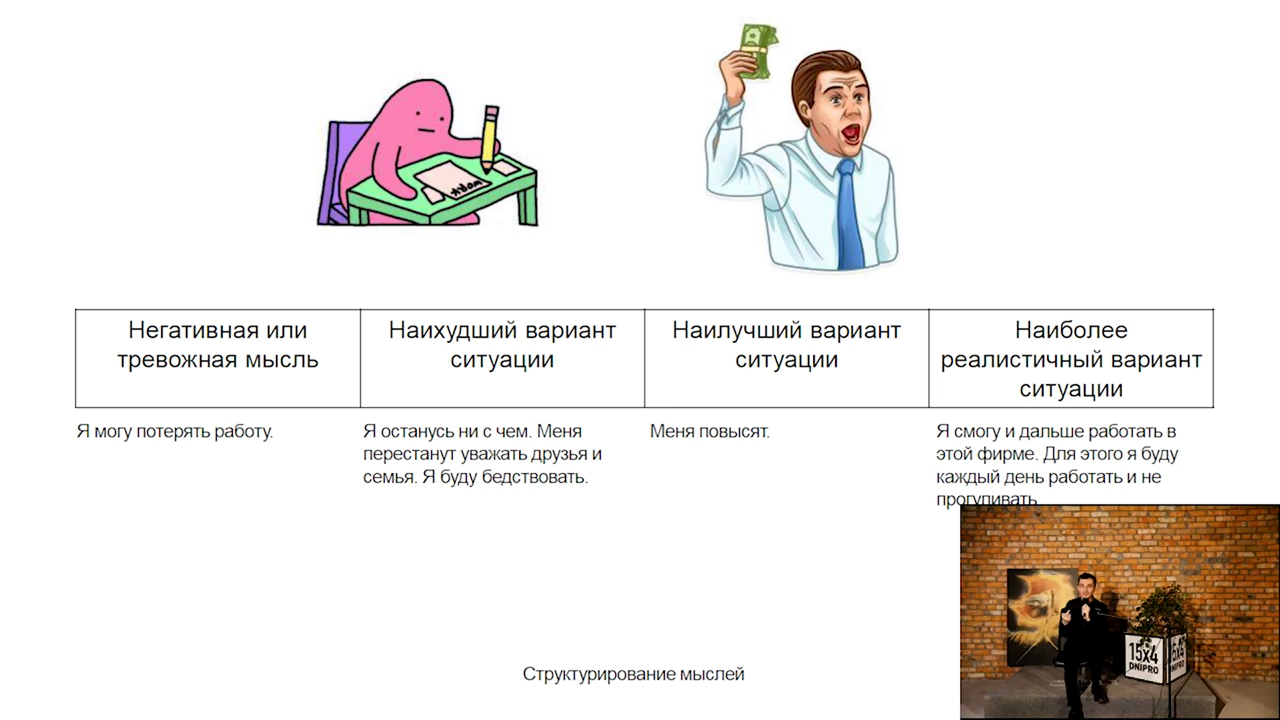 Негативная или
тревожная мысль
Наихудший вариант
ситуации
Наилучший вариант
ситуации
Наиболее
реалистичный вариант
ситуации
Я могу потерять работу.
Я останусь ни с чем. Меня
перестанут уважать друзья и
семья. Я буду бедствовать.
Меня повысят.
Я смогу и дальше работать в
этой фирме. Для этого я буду
каждый день работать и не
прогуливать
Структурирование мыслей
15x4
DNIPRO
15x4